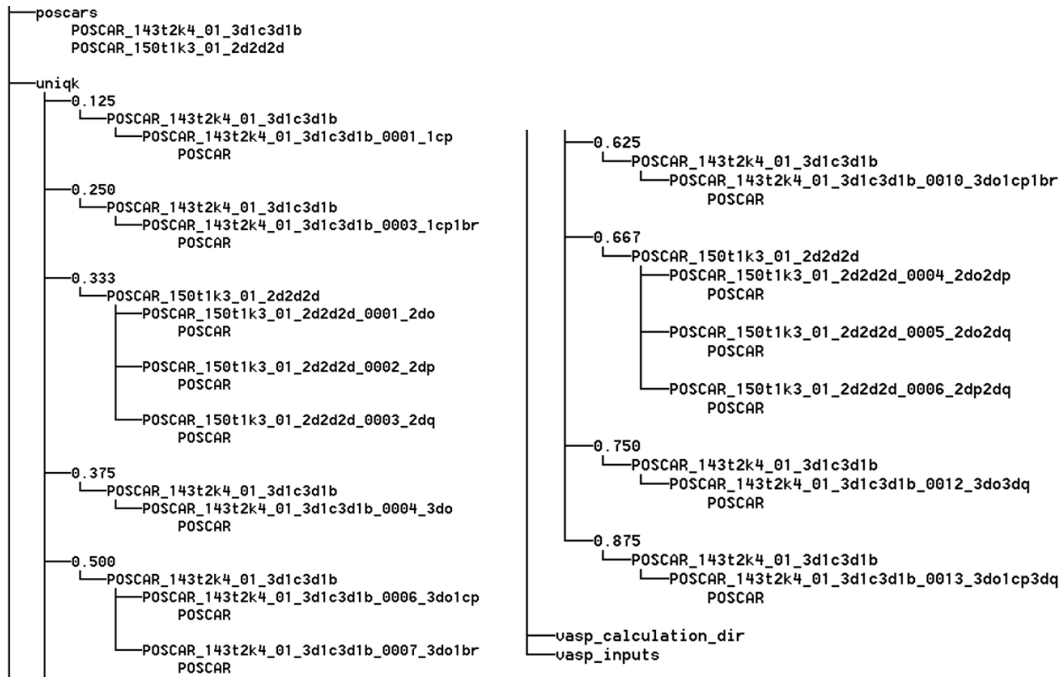 poscars
POSCAR_143t2k4_01_3d1c3d1b
POSCAR_150t1k3_01_2d2d2d
uniqk
0.125
POSCAR_143t2k4_01_3d1c3d1b
POSCAR_143t2k4_01_3d1c3d1b_0001_1cp
POSCAR
0.250
POSCAR_143t2k4_01_3d1c3d1b
POSCAR_143t2k4_01_3d1c3d1b_0003_1cp1br
POSCAR
0.333
POSCAR_150t1k3_01_2d2d2d
POSCAR_150t1k3_01_2d2d2d_0001_2do
POSCAR
POSCAR_150t1k3_01_2d2d2d_0002_2dp
POSCAR
POSCAR_150t1k3_01_2d2d2d_0003_2dq
POSCAR
0.375
POSCAR_143t2k4_01_3d1c3d1b
POSCAR_143t2k4_01_3d1c3d1b_0004_3do
POSCAR
0.500
POSCAR_143t2k4_01_3d1c3d1b
POSCAR_143t2k4_01_3d1c3d1b_0006_3do1cp
POSCAR
POSCAR_143t2k4_01_3d1c3d1b_0007_3do1br
POSCAR
0.625
POSCAR_143t2k4_01_3d1c3d1b
POSCAR_143t2k4_01_3d1c3d1b_0010_3do1cp1br
POSCAR
0.667
POSCAR_150t1k3_01_2d2d2d
POSCAR_150t1k3_01_2d2d2d_0004_2do2dp
POSCAR
POSCAR_150t1k3_01_2d2d2d_0005_2do2dq
POSCAR
POSCAR_150t1k3_01_2d2d2d_0006_2dp2dq
POSCAR
0.750
POSCAR_143t2k4_01_3d1c3d1b
POSCAR_143t2k4_01_3d1c3d1b_0012_3do3dq
POSCAR
0.875
POSCAR_143t2k4_01_3d1c3d1b
POSCAR_143t2k4_01_3d1c3d1b_0013_3do1cp3dq
POSCAR
vasp_calculation_dir
vasp_inputs